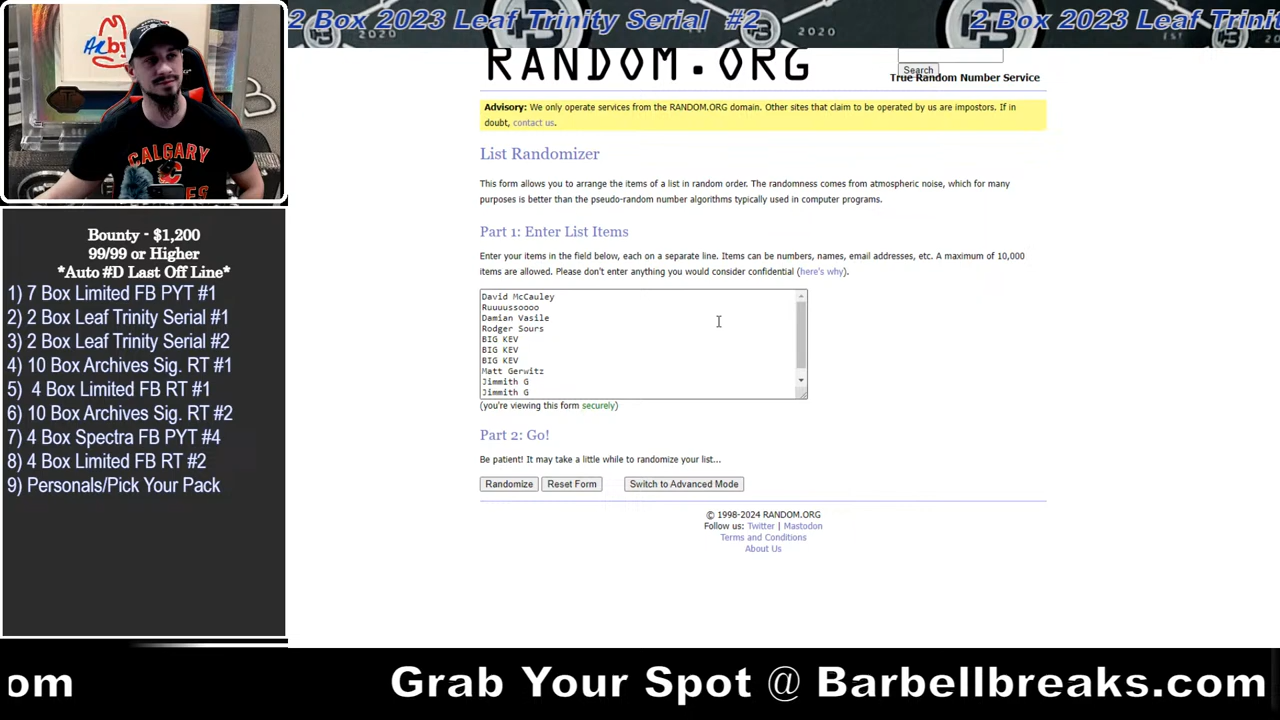 2 Box 2023 Leaf Trinity Serial #2
2 Box 2023 Leaf Trini
2020
2020
RANDOM.ORG
Search
True Random Number Service
Advisory: We only operate services from the RANDOM.ORG domain. Other sites that claim to be operated by us are impostors. If in
doubt, contact us.
List Randomizer
This form allows you to arrange the items of a list in random order. The randomness comes from atmospheric noise, which for many
purposes is better than the pseudo-random number algorithms typically used in computer programs.
Part 1: Enter List Items
Enter your items in the field below, each on a separate line. Items can be numbers, names, email addresses, etc. A maximum of 10,000
items are allowed. Please don't enter anything you would consider confidential (here's why).
David McCauley
Ruuuussoooo
Damian Vasile
Rodger Sours
BIG KEV
BIG KEV
BIG KEV
Matt Gerwitz
Jimmith G
Jimmith G
(you're viewing this form securely)
Part 2: Go!
Be patient! It may take a little while to randomize your list...
Randomize
Reset Form
Switch to Advanced Mode
© 1998-2024 RANDOM.ORG
Follow us: Twitter | Mastodon
Terms and Conditions
About Us
CALGARY
Bounty - $1,200
99/99 or Higher
*Auto #D Last Off Line*
1) 7 Box Limited FB PYT #1
2) 2 Box Leaf Trinity Serial #1
3) 2 Box Leaf Trinity Serial #2
4) 10 Box Archives Sig. RT #1
5) 4 Box Limited FB RT #1
6) 10 Box Archives Sig. RT #2
7) 4 Box Spectra FB PYT #4
8) 4 Box Limited FB RT #2
9) Personals/Pick Your Pack
om
Grab Your Spot @ Barbellbreaks.com